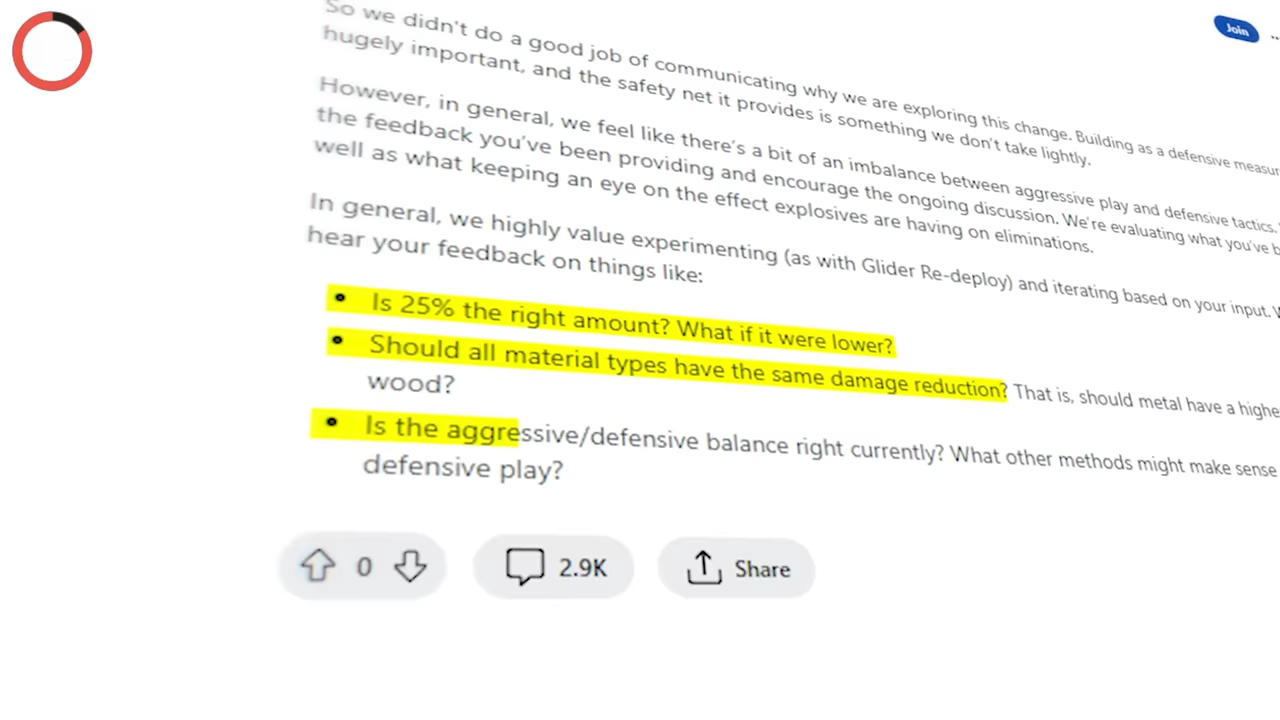 Join
So we didn't do a good job of communicating why we are exploring this change. Building as a defensive
hugely important, and the safety net it provides is something we don't take lightly.
However, in general, we feel like there's a bit of an imbalance between aggressive play and defensive tactics.
the feedback you've been providing and encourage the ongoing discussion. We're evaluating what you've
well as what keeping an eye on the effect explosives are having on eliminations.
In general, we highly value experimenting (as with Glider Re-deploy) and iterating based on your input.
hear your feedback on things like:
• Is 25% the right amount? What if it were lower?
• Should all material types have the same damage reduction? That is, should metal have a highe
wood?
• Is the aggressive/defensive balance right currently? What other methods might make sense
defensive play?
0 2.9K Share